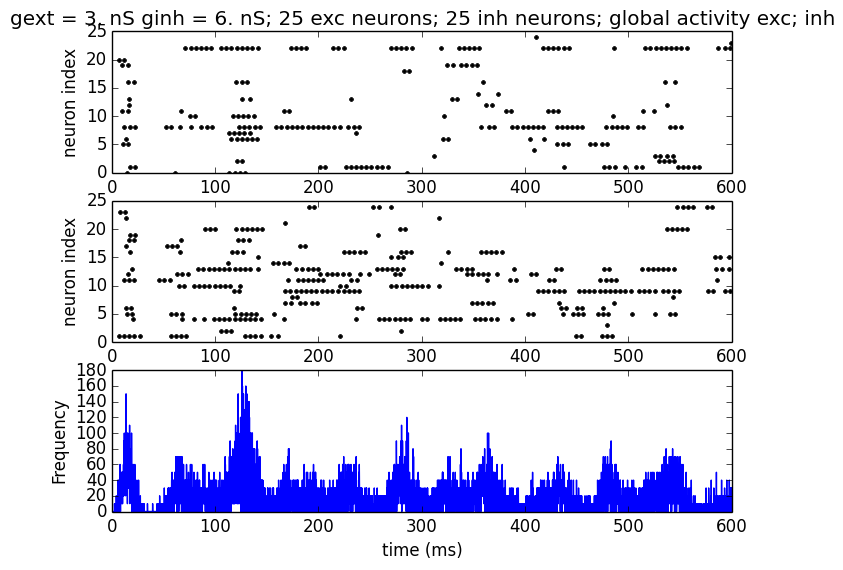 gext = 3. nS ginh = 6. nS; 25 exc neurons; 25 inh neurons; global activity exc; inh
25
20
15
10
5
0
neuron index
0 100 200 300 400 500 600
25
20
15
10
5
0
neuron index
0 100 200 300 400 500 600
180
160
140
120
100
80
60
40
20
0
Frequency
0 100 200 300 400 500 600
time (ms)